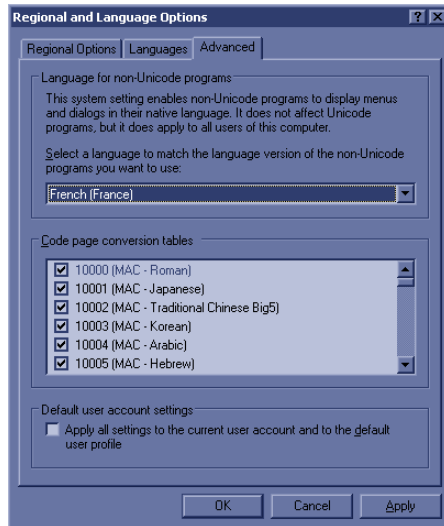 Regional and Language Options
Regional Options Languages Advanced
Language for non-Unicode programs
This system setting enables non-Unicode programs to display menus
and dialogs in their native language. It does not affect Unicode
programs, but it does apply to all users of this computer.
Select a language to match the language version of the non-Unicode
programs you want to use:
French (France)
Code page conversion tables
10000 (MAC - Roman)
10001 (MAC - Japanese)
10002 (MAC - Traditional Chinese Big5)
10003 (MAC - Korean)
10004 (MAC - Arabic)
10005 (MAC - Hebrew)
Default user account settings
Apply all settings to the current user account and to the default
user profile
OK Cancel Apply